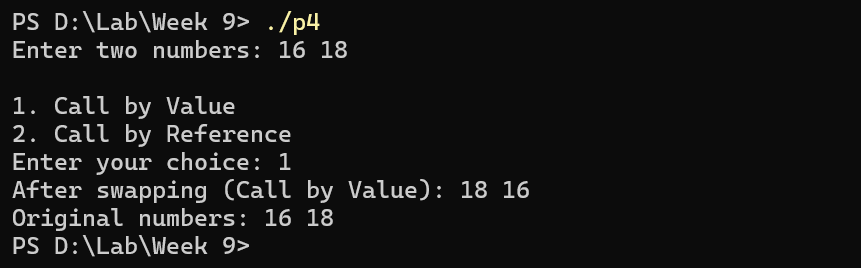 PS D:\Lab\Week 9> ./p4
Enter two numbers: 16 18
1. Call by Value
2. Call by Reference
Enter your choice: 1
After swapping (Call by Value): 18 16
Original numbers: 16 18
PS D:\Lab\Week 9>